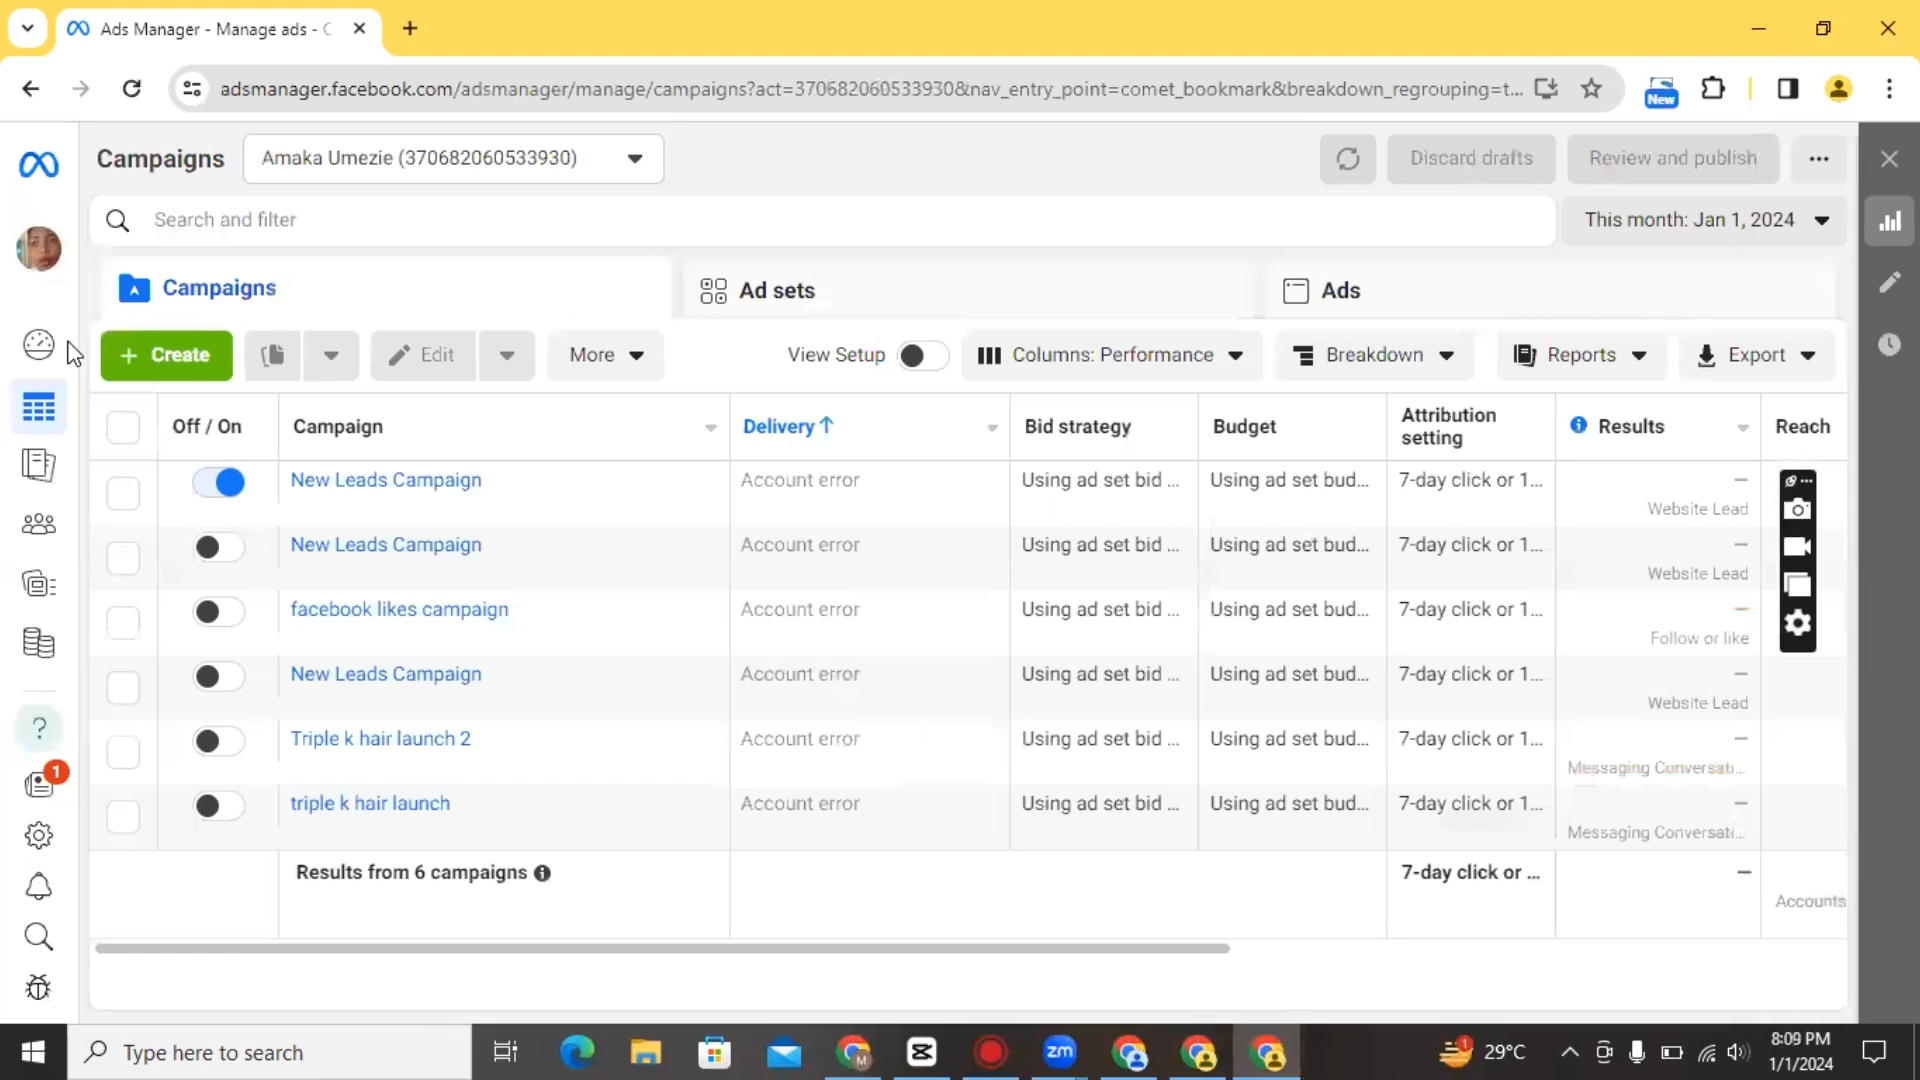 Ads Manager - Manage ads - C
adsmanager.facebook.com/adsmanager/manage/campaigns?act=370682060533930&nav_entry_point=comet_bookmark&breakdown_regrouping=t...
New
Campaigns
Amaka Umezie (370682060533930)
Discard drafts
Review and publish
Search and filter
This month: Jan 1, 2024
Campaigns
Ad sets
Ads
+ Create
Edit
More
View Setup
Columns: Performance
Breakdown
Reports
Export
Off / On
Campaign
Delivery ↑
Bid strategy
Budget
Attribution setting
Results
Reach
New Leads Campaign
Account error
Using ad set bid ...
Using ad set bud...
7-day click or 1...
—
Website Lead
New Leads Campaign
Account error
Using ad set bid ...
Using ad set bud...
7-day click or 1...
—
Website Lead
facebook likes campaign
Account error
Using ad set bid ...
Using ad set bud...
7-day click or 1...
—
Follow or like
New Leads Campaign
Account error
Using ad set bid ...
Using ad set bud...
7-day click or 1...
—
Website Lead
Triple k hair launch 2
Account error
Using ad set bid ...
Using ad set bud...
7-day click or 1...
—
Messaging Conversati...
triple k hair launch
Account error
Using ad set bid ...
Using ad set bud...
7-day click or 1...
—
Messaging Conversati...
Results from 6 campaigns
7-day click or ...
—
Accounts
1
Type here to search
1
29°C
8:09 PM
1/1/2024